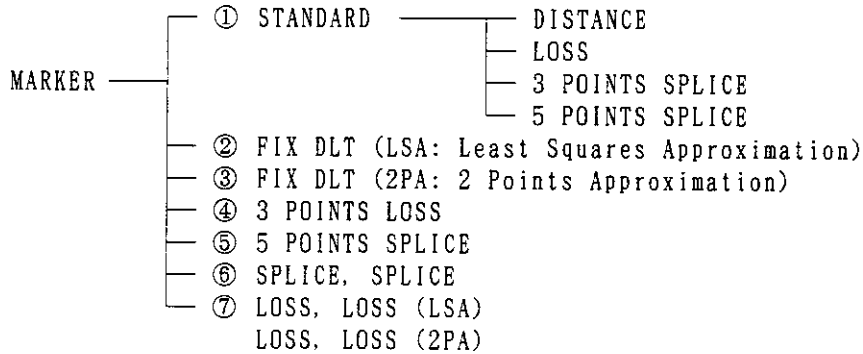 ① STANDARD DISTANCE
LOSS
MARKER 3 POINTS SPLICE
5 POINTS SPLICE
② FIX DLT (LSA: Least Squares Approximation)
③ FIX DLT (2PA: 2 Points Approximation)
④ 3 POINTS LOSS
⑤ 5 POINTS SPLICE
⑥ SPLICE, SPLICE
⑦ LOSS, LOSS (LSA)
LOSS, LOSS (2PA)